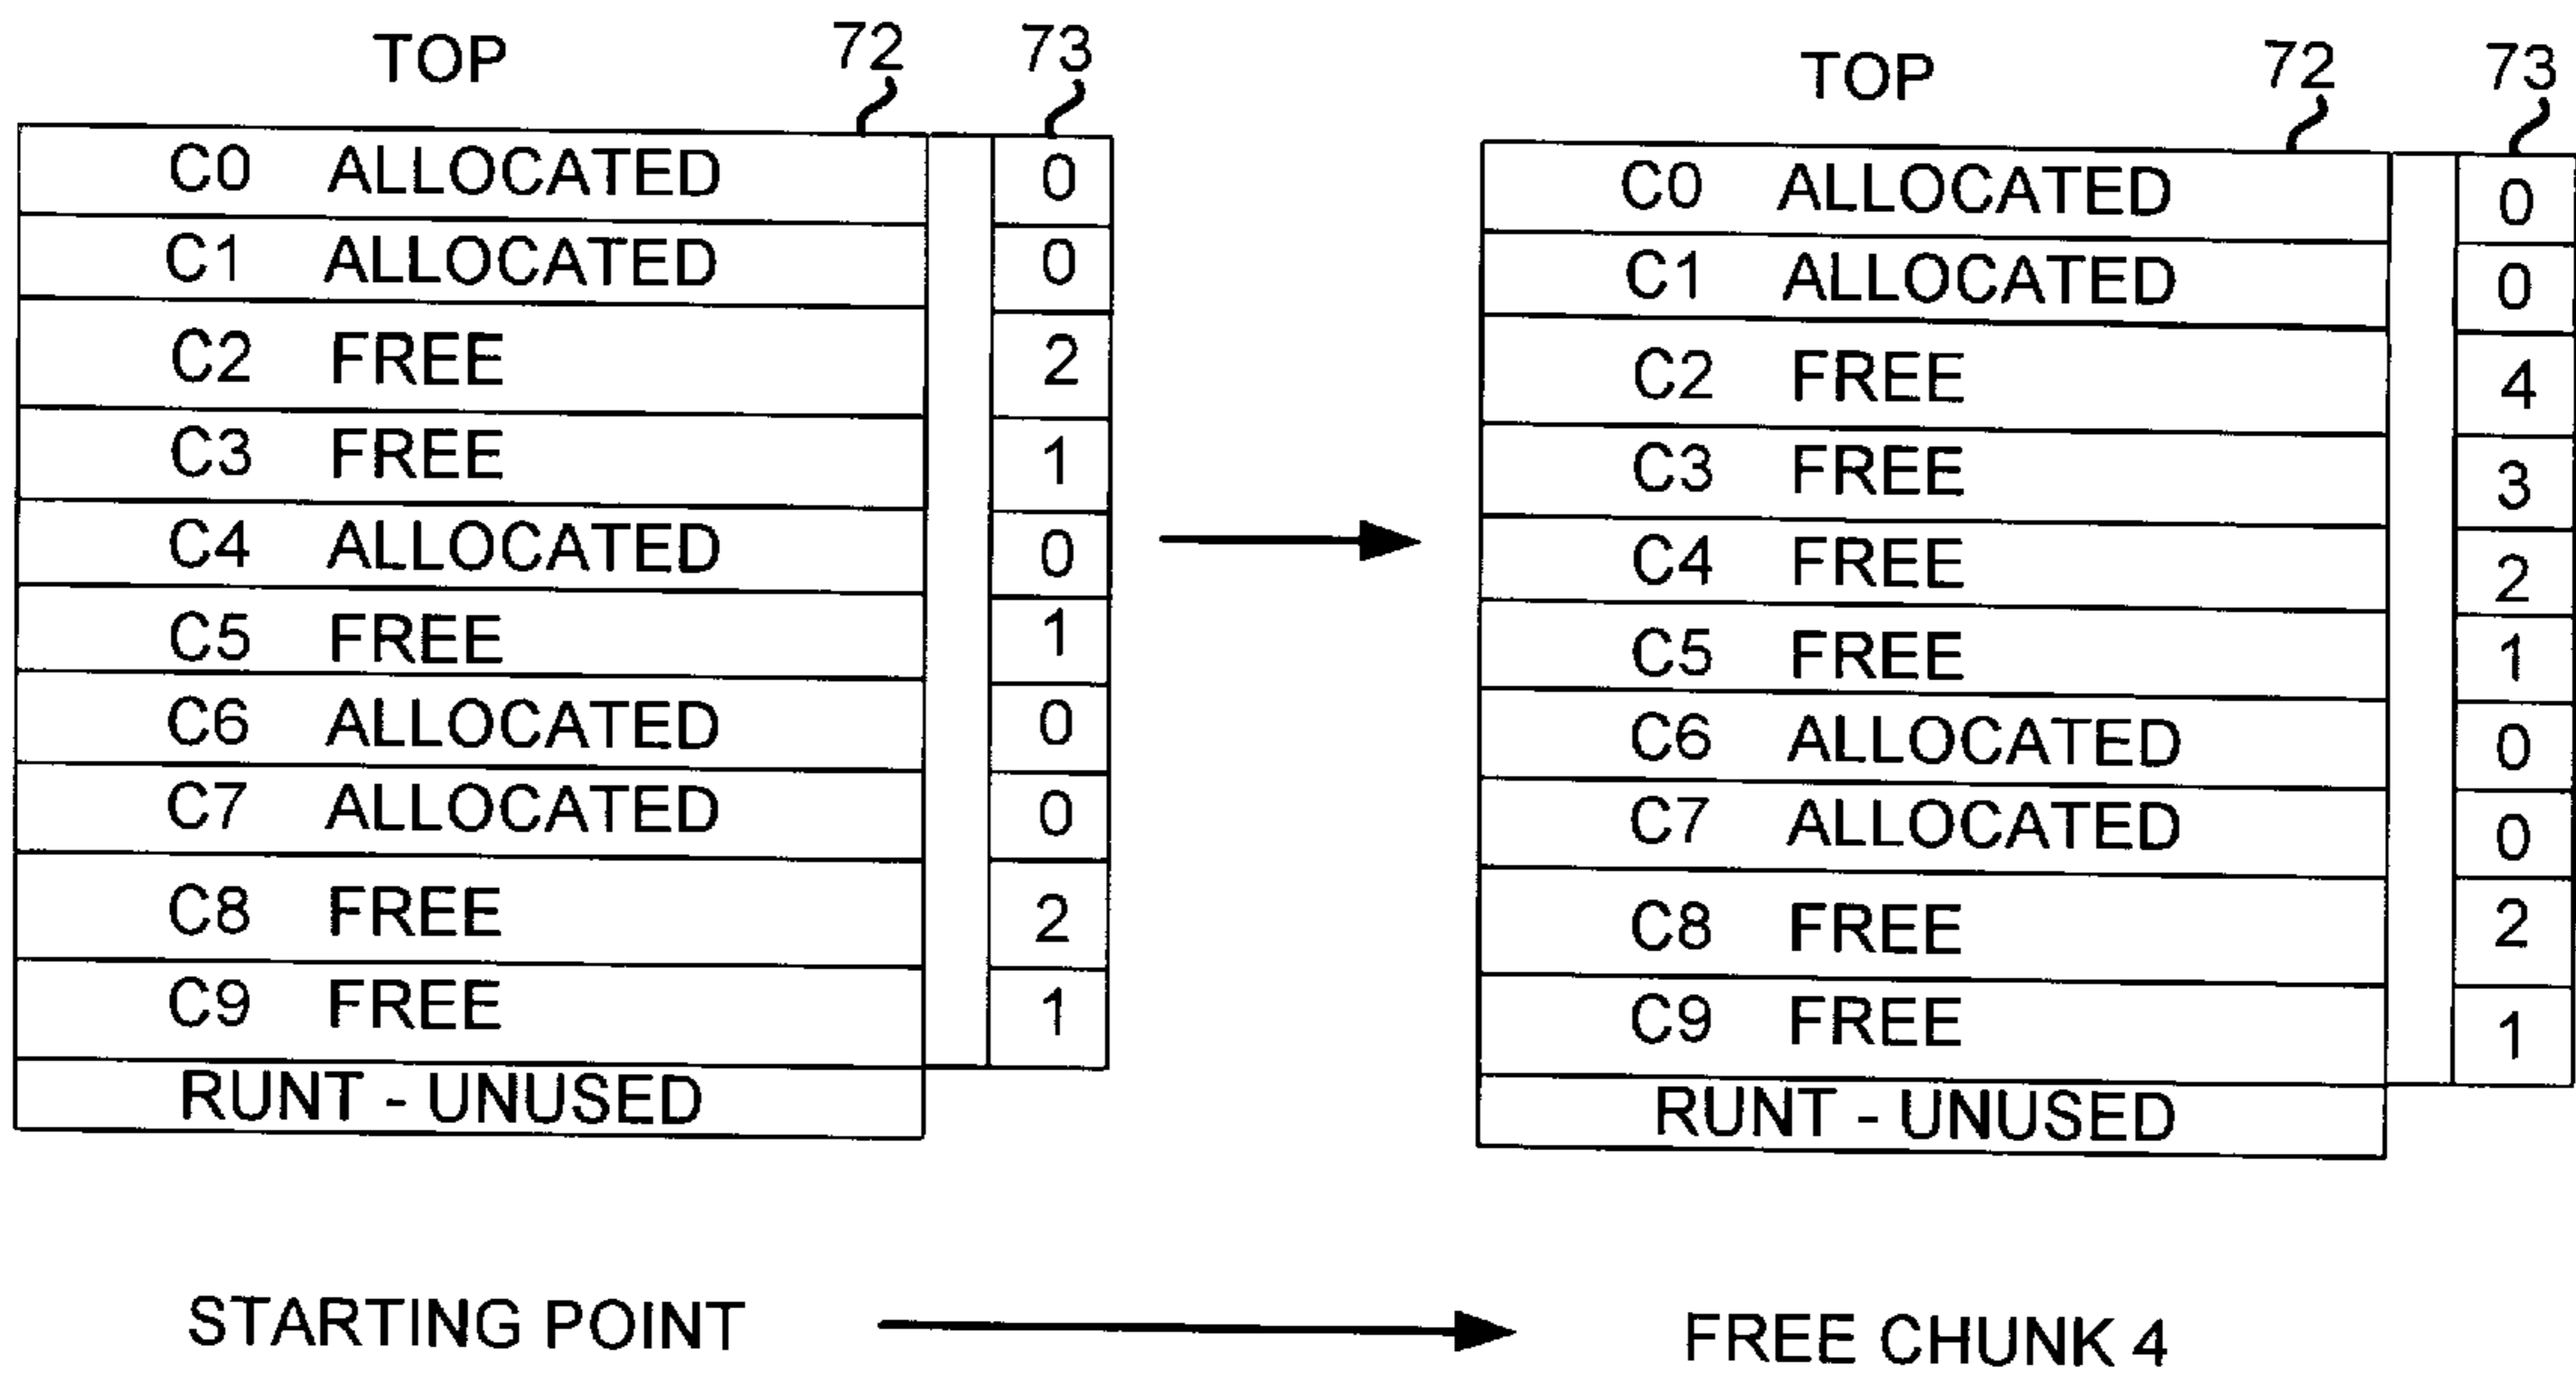 TOP 72 73
C0 ALLOCATED 0
C1 ALLOCATED 0
C2 FREE 2
C3 FREE 1
C4 ALLOCATED 0
C5 FREE 1
C6 ALLOCATED 0
C7 ALLOCATED 0
C8 FREE 2
C9 FREE 1
RUNT - UNUSED
TOP 72 73
C0 ALLOCATED 0
C1 ALLOCATED 0
C2 FREE 4
C3 FREE 3
C4 FREE 2
C5 FREE 1
C6 ALLOCATED 0
C7 ALLOCATED 0
C8 FREE 2
C9 FREE 1
RUNT - UNUSED
STARTING POINT
FREE CHUNK 4